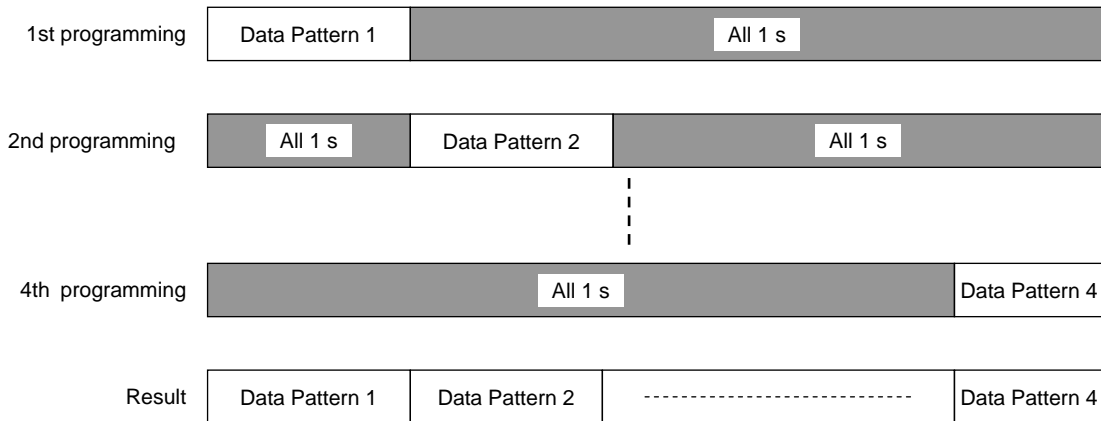 1st programming Data Pattern 1 All 1 s
2nd programming All 1 s Data Pattern 2 All 1 s
4th programming All 1 s Data Pattern 4
Result Data Pattern 1 Data Pattern 2 Data Pattern 4